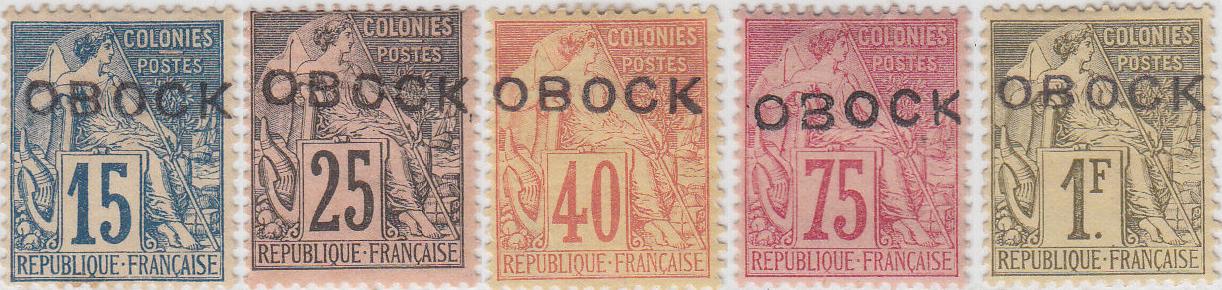 COLONIES
POSTES
OBOCK
15
REPUBLIQUE·FRANÇAISE
COLONIES
POSTES
OBOCK
25
REPUBLIQUE·FRANÇAISE
COLONIES
POSTES
OBOCK
40
REPUBLIQUE·FRANÇAISE
COLONIES
POSTES
OBOCK
75
REPUBLIQUE·FRANÇAISE
COLONIES
POSTES
OBOCK
1F.
REPUBLIQUE·FRANÇAISE